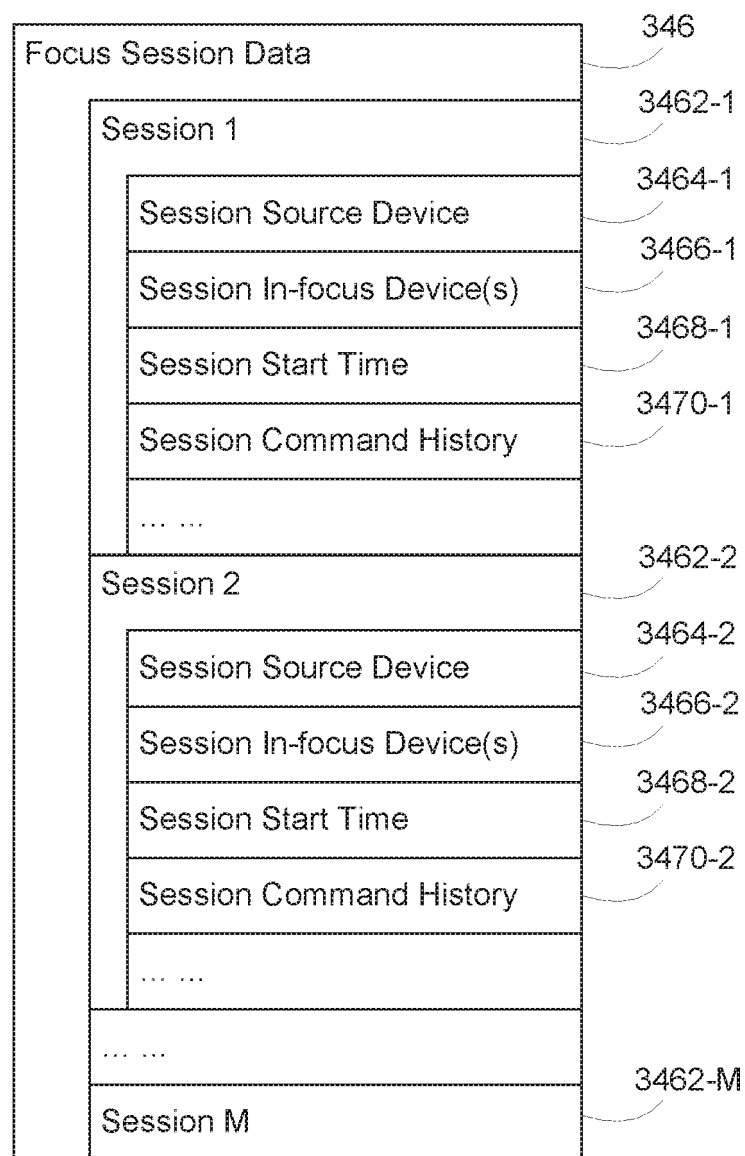 346
Focus Session Data
3462-1
Session 1
3464-1
Session Source Device
3466-1
Session In-focus Device(s)
3468-1
Session Start Time
3470-1
Session Command History
... ...
3462-2
Session 2
3464-2
Session Source Device
3466-2
Session In-focus Device(s)
3468-2
Session Start Time
3470-2
Session Command History
... ...
... ...
3462-M
Session M